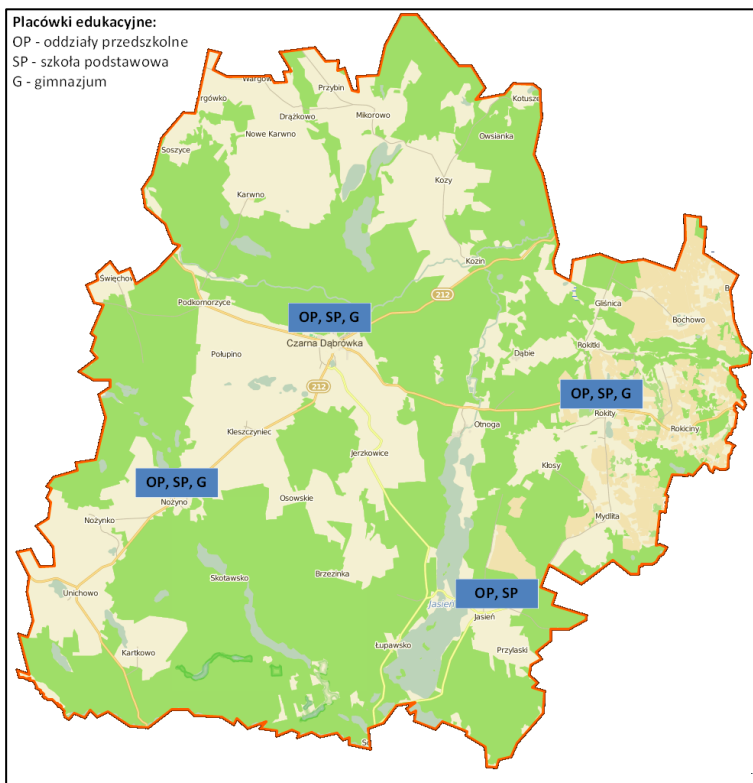 Placówki edukacyjne:
OP - oddziały przedszkolne
SP - szkoła podstawowa
G - gimnazjum
Przybin
Kotusze
Drążkowo
Mikorowo
Nowe Karwno
Owsianka
Soszyce
Kozy
Karwno
Kozin
Święchow
Podkomorzyce
212
Gliśnica
OP, SP, G
Bochowo
Czarna Dąbrówka
Rokitki
Połupino
Dąbie
212
OP, SP, G
Rokity
Otnoga
Rokiciny
Kleszczyniec
Jerzkowice
Kłosy
OP, SP, G
Osowskie
Nożyno
Nożynko
Mydlita
Skotawsko
Brzezinka
Unichowo
OP, SP
Jasień
Jasień
Łupawsko
Kartkowo
Przylaski